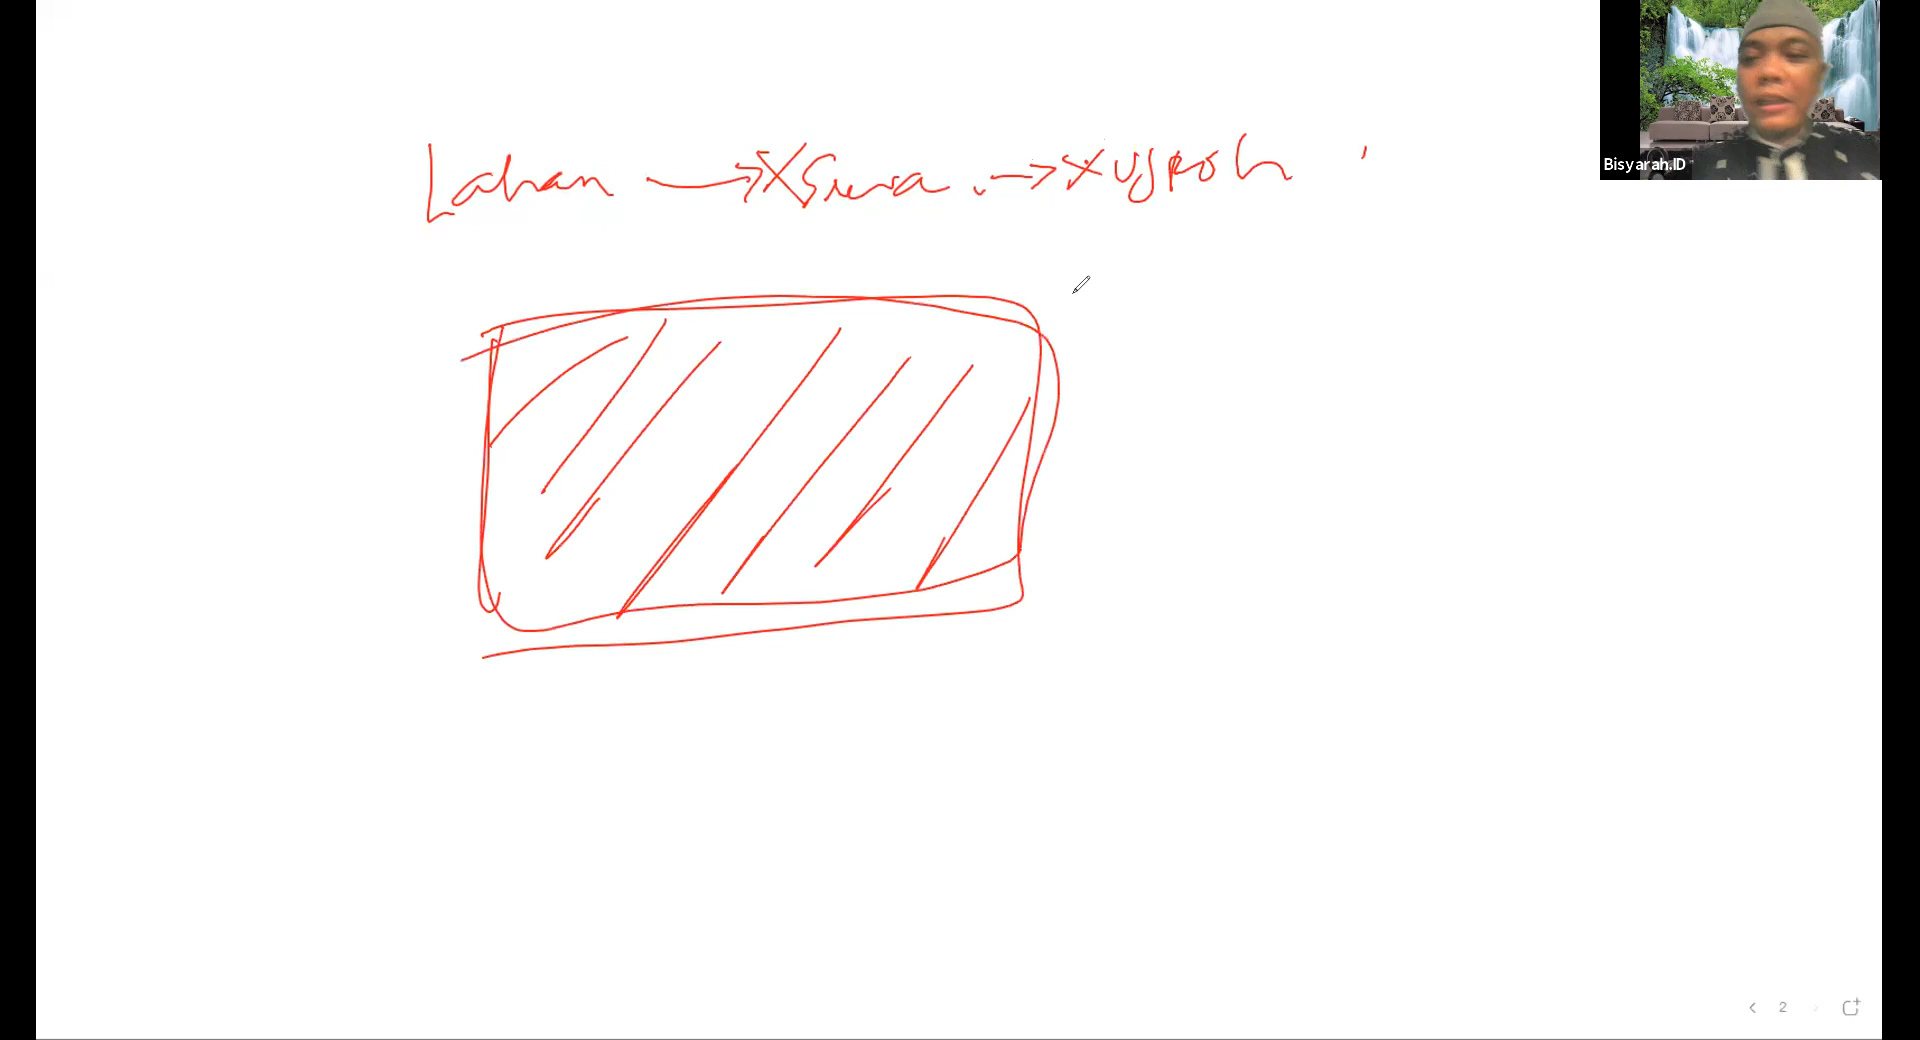 Lahan → X Sewa . → X Ujroh
Bisyarah.ID
2